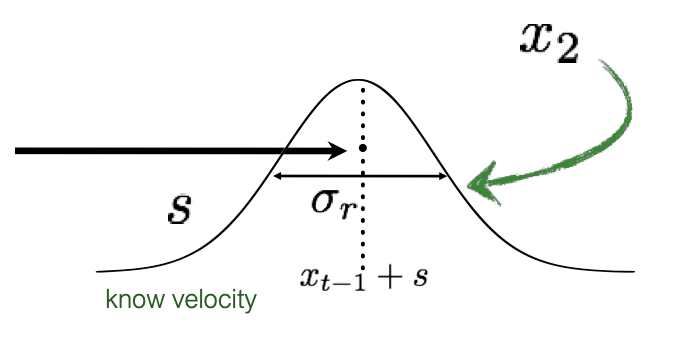 x₂
s
σᵣ
xₜ₋₁ + s
know velocity